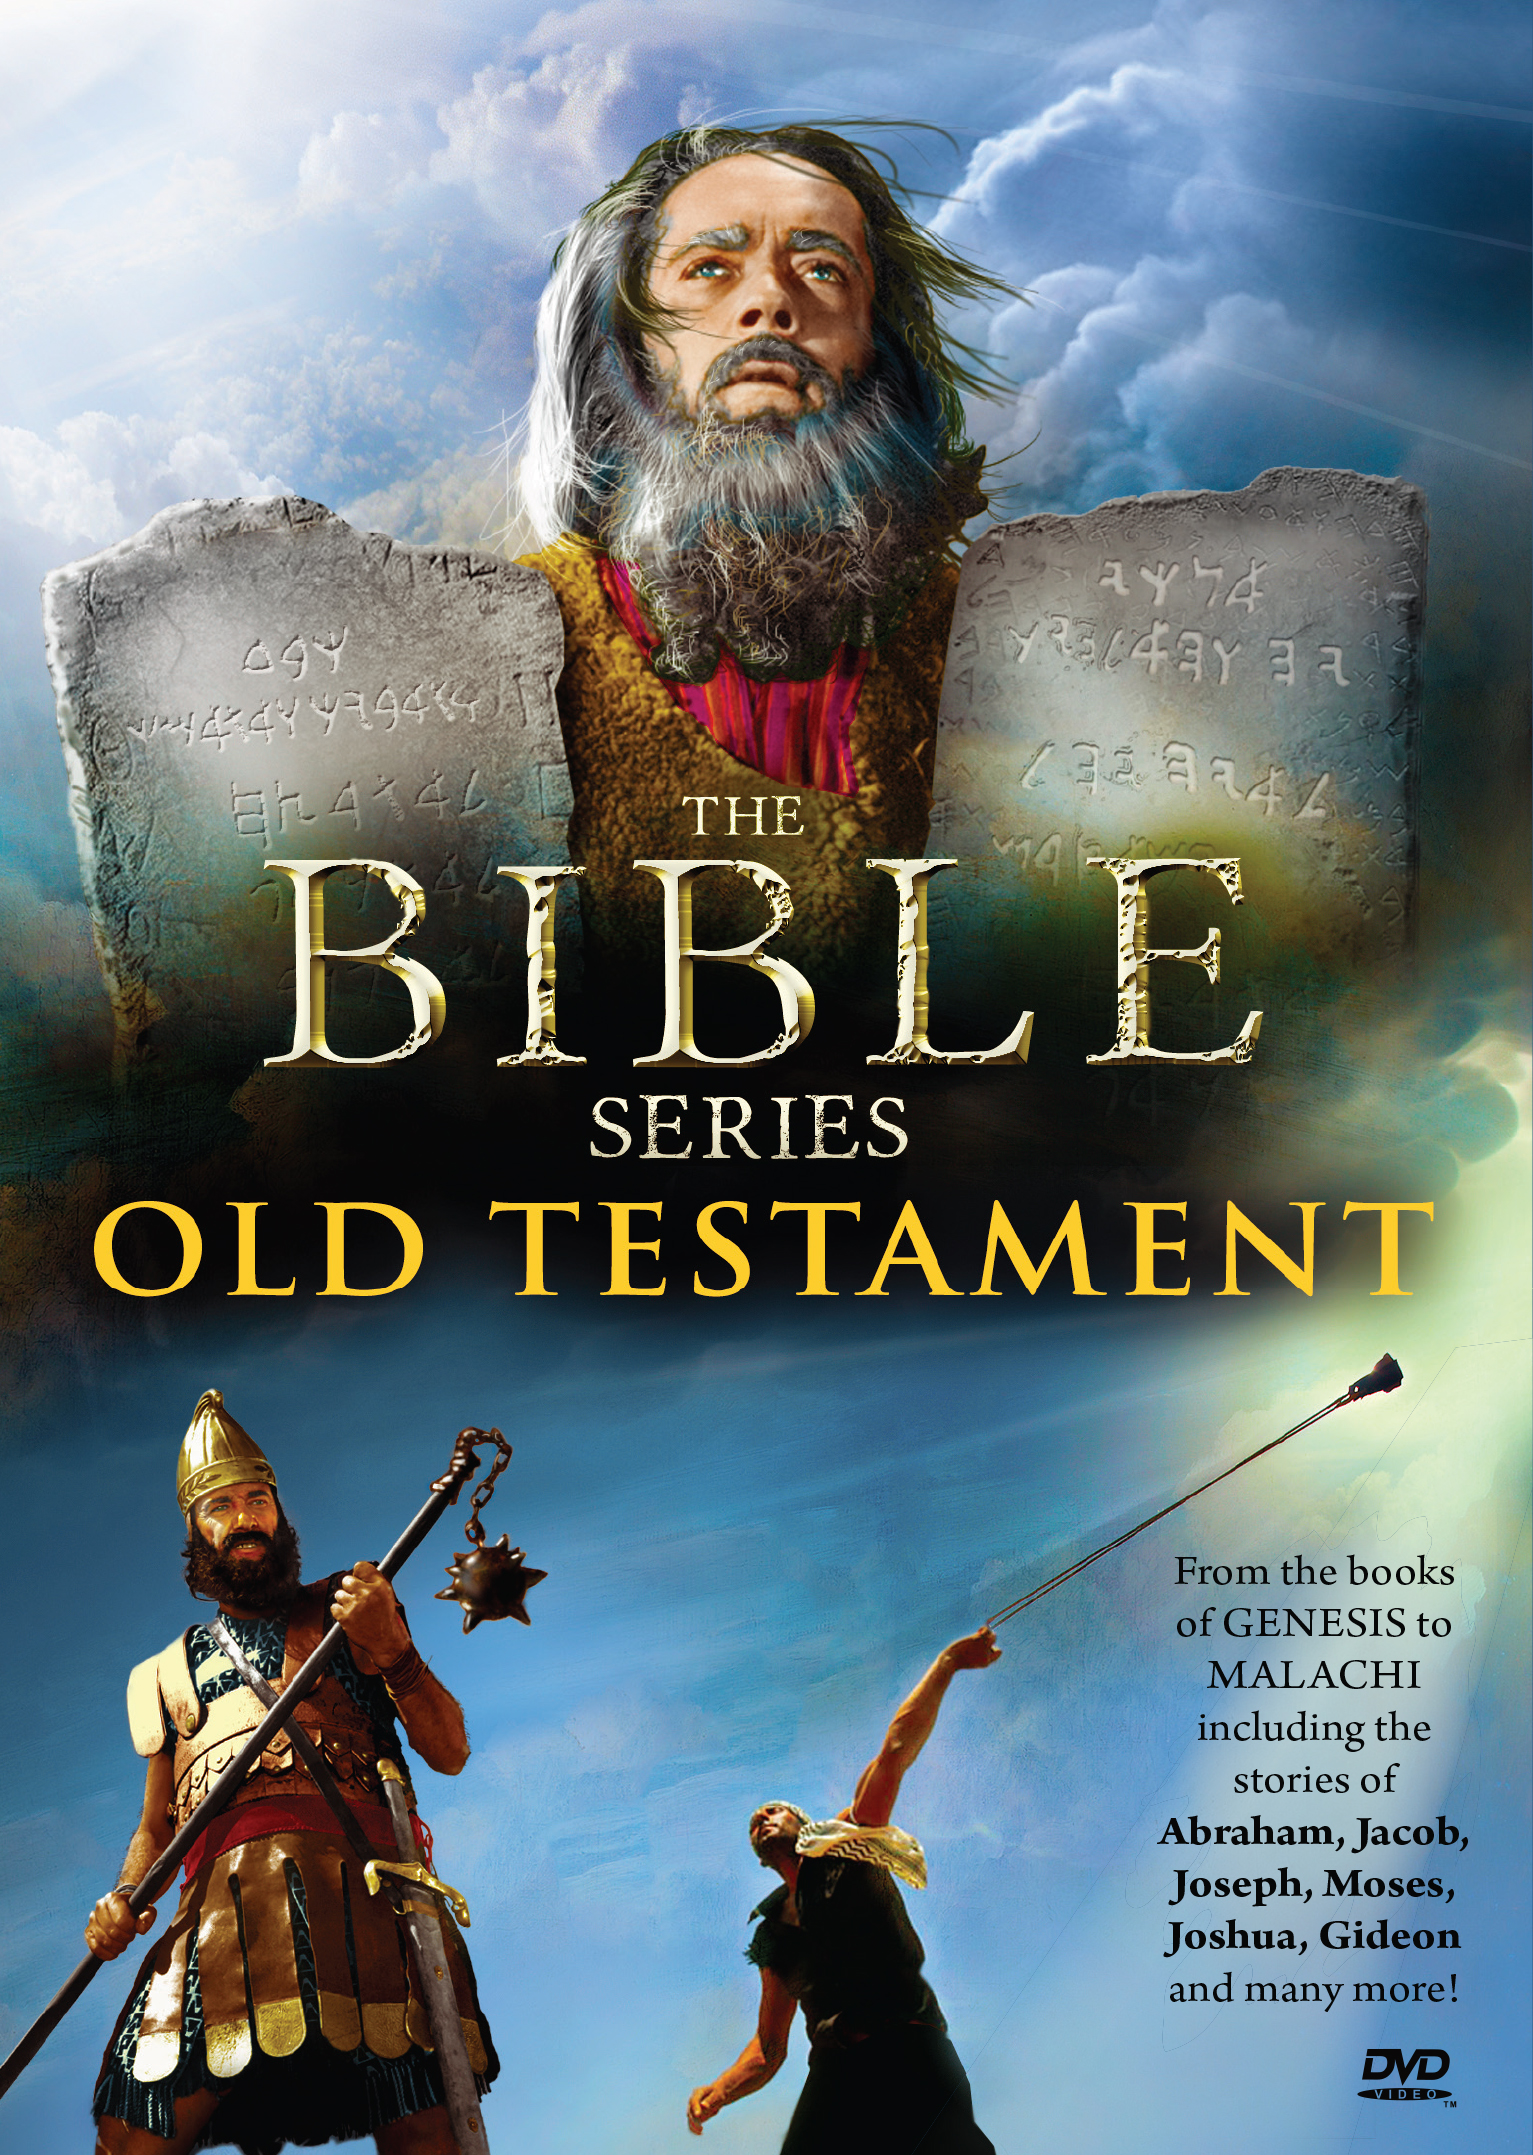 THE
BIBLE
SERIES
OLD TESTAMENT
From the books
of GENESIS to
MALACHI
including the
stories of
Abraham, Jacob,
Joseph, Moses,
Joshua, Gideon
and many more!
DVD
VIDEO
TM